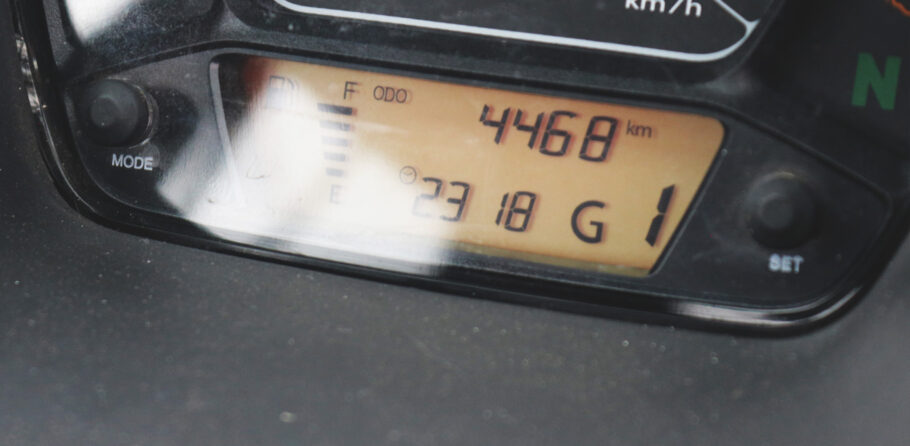 km/h
N
F ODO
4468 km
MODE
E 23 18 G 1
SET